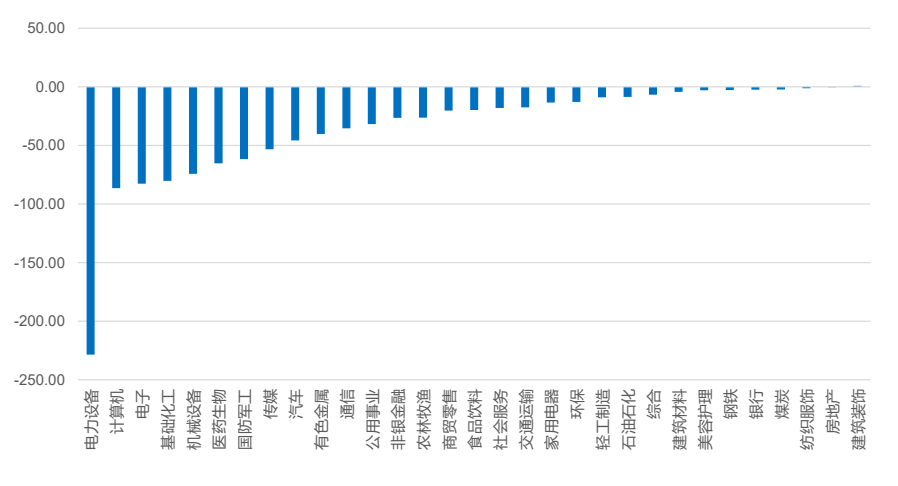 50.00
0.00
-50.00
-100.00
-150.00
-200.00
-250.00
电力设备
计算机
电子
基础化工
机械设备
医药生物
国防军工
传媒
汽车
有色金属
通信
公用事业
非银金融
农林牧渔
商贸零售
食品饮料
社会服务
交通运输
家用电器
环保
轻工制造
石油石化
综合
建筑材料
美容护理
钢铁
银行
煤炭
纺织服饰
房地产
建筑装饰